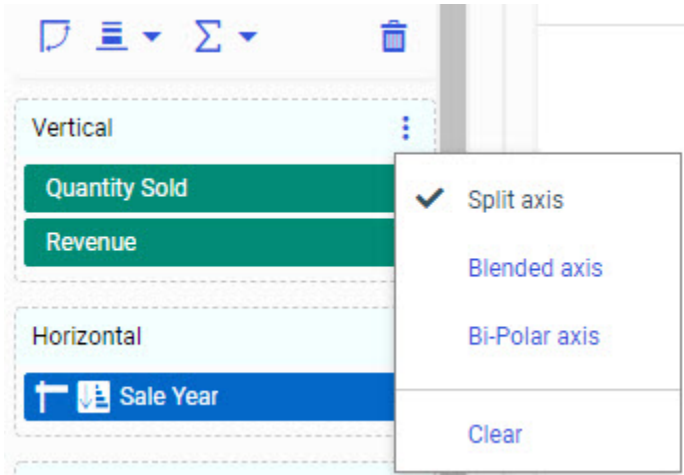 Vertical
Quantity Sold
Revenue
Split axis
Blended axis
Bi-Polar axis
Clear
Horizontal
Sale Year